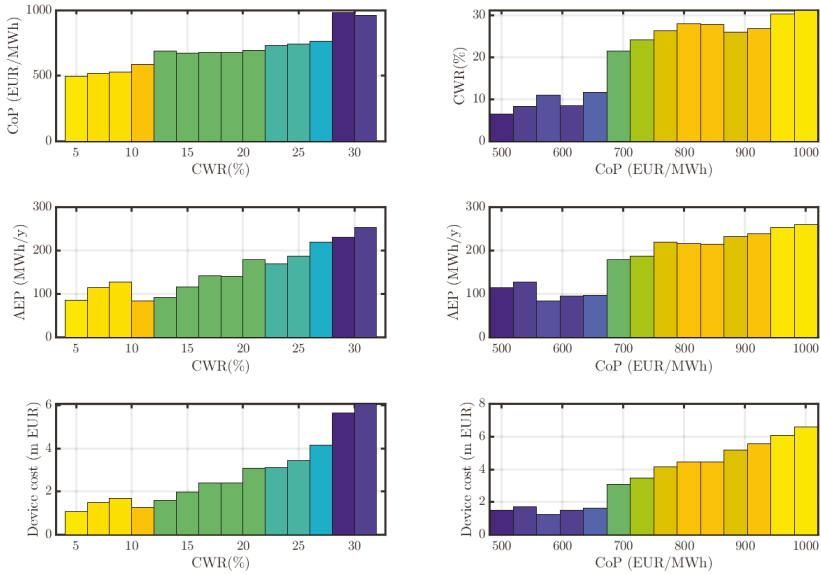 1000
500
0
CoP (EUR/MWh)
5 10 15 20 25 30
CWR(%)
30
20
10
0
CWR(%)
500 600 700 800 900 1000
CoP (EUR/MWh)
300
200
100
0
AEP (MWh/y)
5 10 15 20 25 30
CWR(%)
300
200
100
0
AEP (MWh/y)
500 600 700 800 900 1000
CoP (EUR/MWh)
6
4
2
0
Device cost (m EUR)
5 10 15 20 25 30
CWR(%)
8
6
4
2
0
Device cost (m EUR)
500 600 700 800 900 1000
CoP (EUR/MWh)